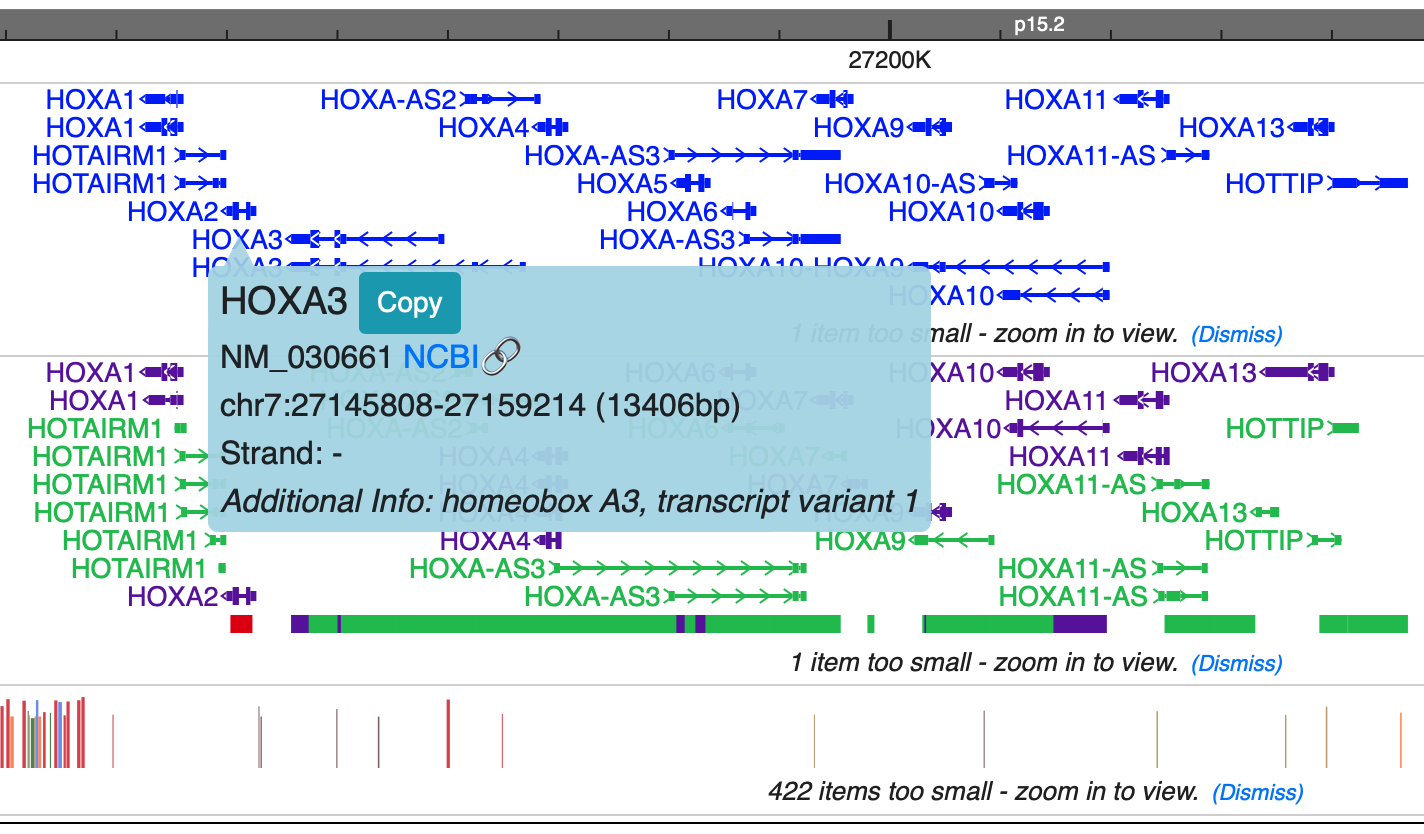 p15.2
27200K
HOXA1 HOXA-AS2 HOXA7 HOXA11
HOXA1 HOXA4 HOXA9 HOXA13
HOTAIRM1 HOXA-AS3 HOXA11-AS
HOTAIRM1 HOXA5 HOXA10-AS HOTTIP
HOXA2 HOXA6 HOXA10
HOXA3 HOXA-AS3
HOXA3 HOXA10-HOXA9
HOXA10
1 item too small - zoom in to view. (Dismiss)
HOXA3 Copy
NM_030661 NCBI
chr7:27145808-27159214 (13406bp)
Strand: -
Additional Info: homeobox A3, transcript variant 1
HOXA1 HOXA-AS2 HOXA6 HOXA10 HOXA13
HOXA1 HOXA7 HOXA11
HOTAIRM1 HOXA-AS2 HOXA6 HOXA10 HOTTIP
HOTAIRM1 HOXA4 HOXA7 HOXA11
HOTAIRM1 HOXA4 HOXA7 HOXA11-AS
HOTAIRM1 HOXA9 HOXA13
HOTAIRM1 HOXA4 HOXA9 HOTTIP
HOTAIRM1 HOXA-AS3 HOXA11-AS
HOXA2 HOXA-AS3 HOXA11-AS
1 item too small - zoom in to view. (Dismiss)
422 items too small - zoom in to view. (Dismiss)